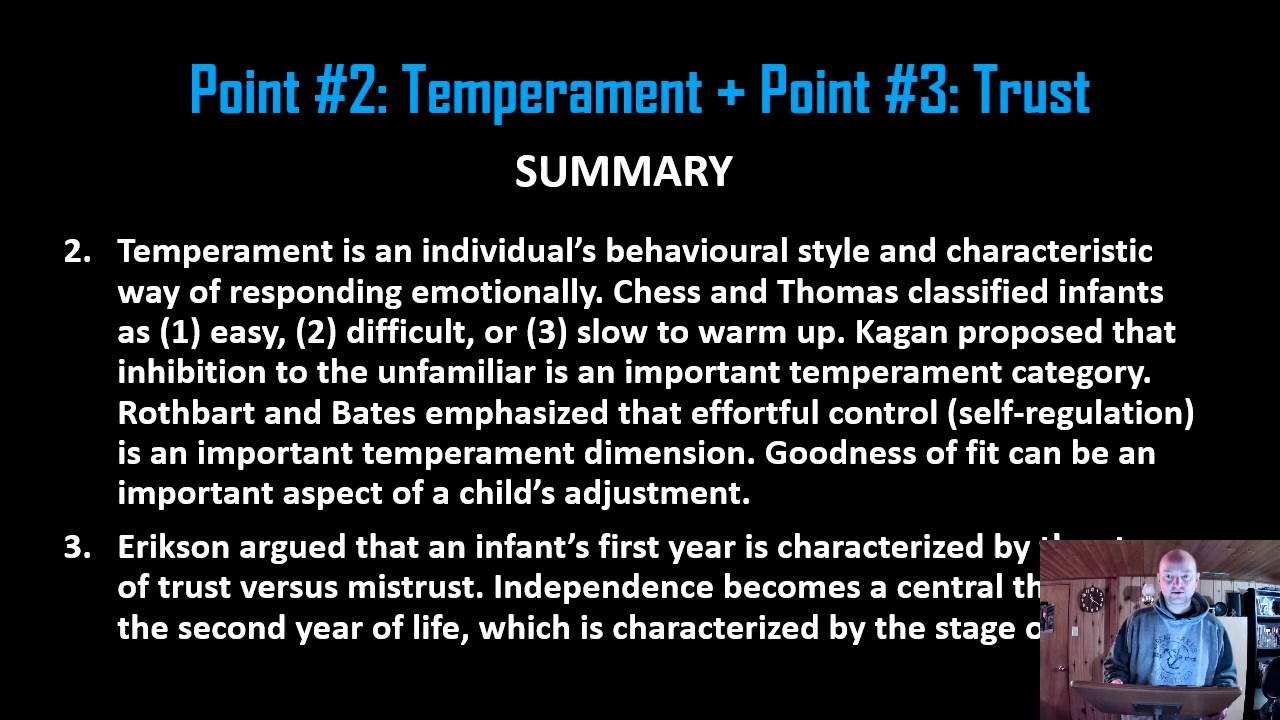 Point #2: Temperament + Point #3: Trust
SUMMARY
2. Temperament is an individual’s behavioural style and characteristic
way of responding emotionally. Chess and Thomas classified infants
as (1) easy, (2) difficult, or (3) slow to warm up. Kagan proposed that
inhibition to the unfamiliar is an important temperament category.
Rothbart and Bates emphasized that effortful control (self-regulation)
is an important temperament dimension. Goodness of fit can be an
important aspect of a child’s adjustment.
3. Erikson argued that an infant’s first year is characterized by
of trust versus mistrust. Independence becomes a central
the second year of life, which is characterized by the stage